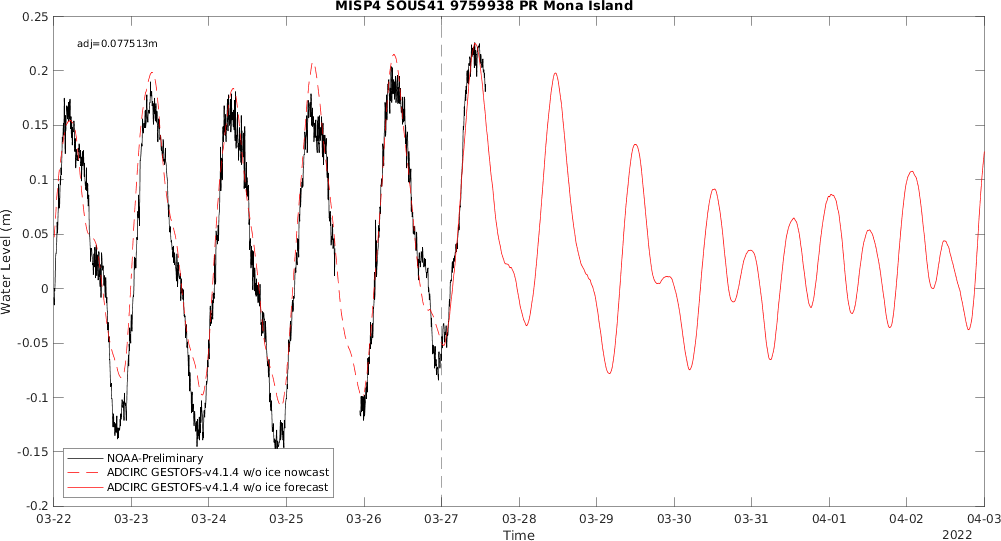 MISP4 SOUS41 9759938 PR Mona Island
adj=0.077513m
0.25
0.2
0.15
0.1
0.05
0
-0.05
-0.1
-0.15
-0.2
Water Level (m)
NOAA-Preliminary
ADCIRC GESTOFS-v4.1.4 w/o ice nowcast
ADCIRC GESTOFS-v4.1.4 w/o ice forecast
03-22 03-23 03-24 03-25 03-26 03-27 03-28 03-29 03-30 03-31 04-01 04-02 04-03
Time
2022